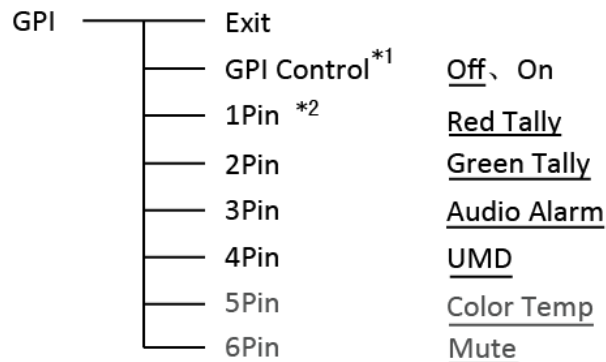 GPI Exit
GPI Control*1 Off、On
1Pin *2 Red Tally
2Pin Green Tally
3Pin Audio Alarm
4Pin UMD
5Pin Color Temp
6Pin Mute